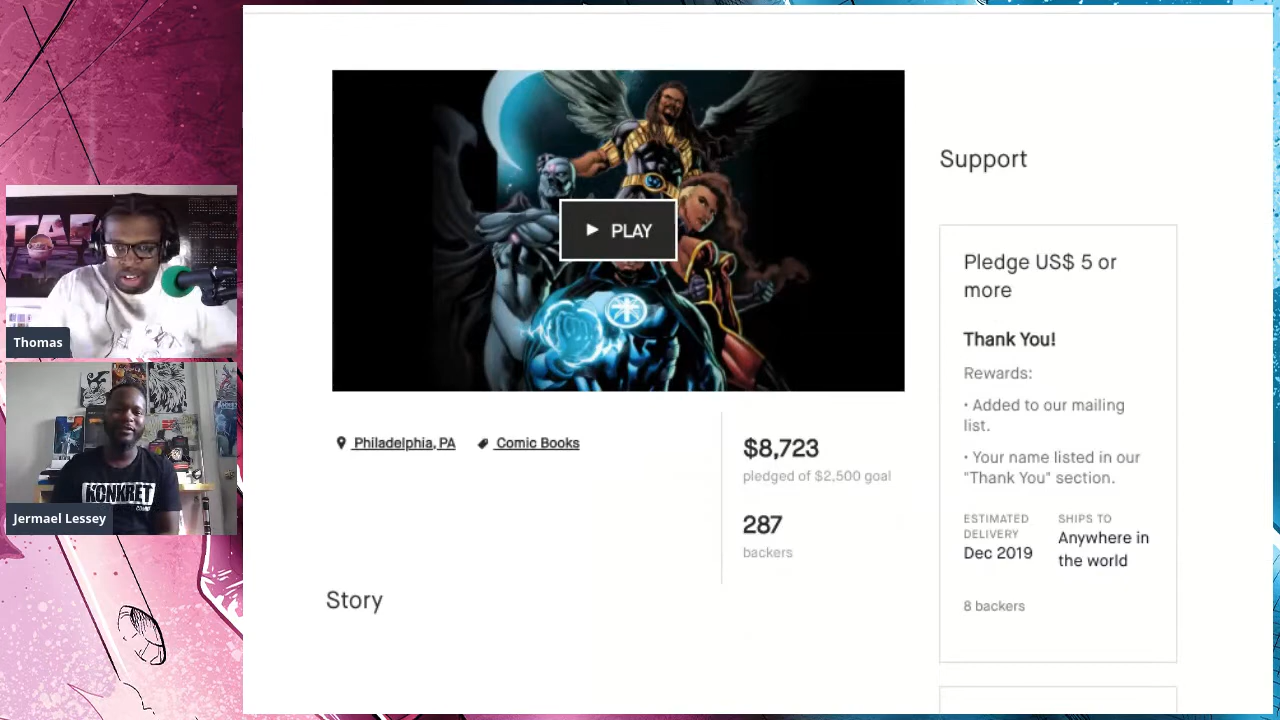 STAR
Thomas
KONKRET
Jermael Lessey
PLAY
Philadelphia, PA
Comic Books
$8,723
pledged of $2,500 goal
287
backers
Story
Support
Pledge US$ 5 or
more
Thank You!
Rewards:
• Added to our mailing
list.
• Your name listed in our
"Thank You" section.
ESTIMATED
DELIVERY
Dec 2019
SHIPS TO
Anywhere in
the world
8 backers